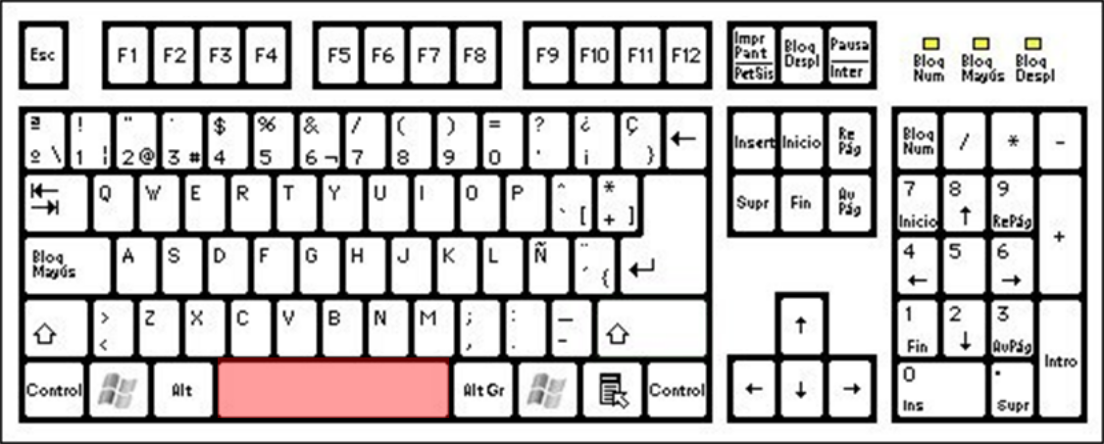 Esc F1 F2 F3 F4 F5 F6 F7 F8 F9 F10 F11 F12 Impr Pant PetSis Bloq Despl Pausa Inter
Bloq Num Bloq Mayús Bloq Despl
ª º \ ! 1 ¦ " 2 @ · 3 # $ 4 % 5 & 6 ¬ / 7 ( 8 ) 9 = 0 ? ' ¿ ¡ Ç } ← Insert Inicio Re Pág Bloq Num / * -
Q W E R T Y U I O P ^ ` [ * + ] Supr Fin Av Pág 7 Inicio 8 ↑ 9 RePág +
Bloq Mayús A S D F G H J K L Ñ ¨ ´ { 4 ← 5 6 →
> < Z X C V B N M ; , : . _ - ↑ 1 Fin 2 ↓ 3 AvPág Intro
Control Alt Alt Gr Control ← ↓ → 0 Ins . Supr